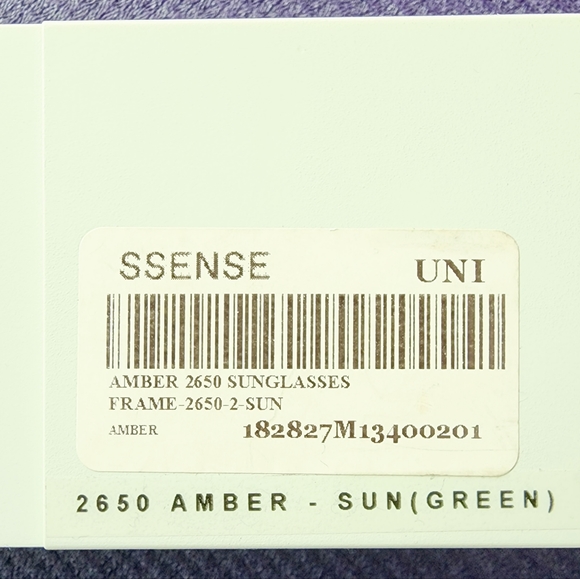 SSENSE UNI
AMBER 2650 SUNGLASSES
FRAME-2650-2-SUN
AMBER 182827M13400201
2650 AMBER - SUN(GREEN)